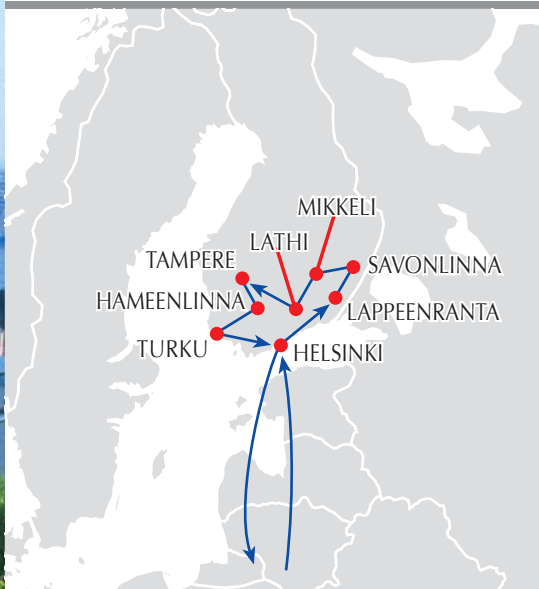 MIKKELI
LATHI
TAMPERE
SAVONLINNA
HAMEENLINNA
LAPPEENRANTA
TURKU
HELSINKI